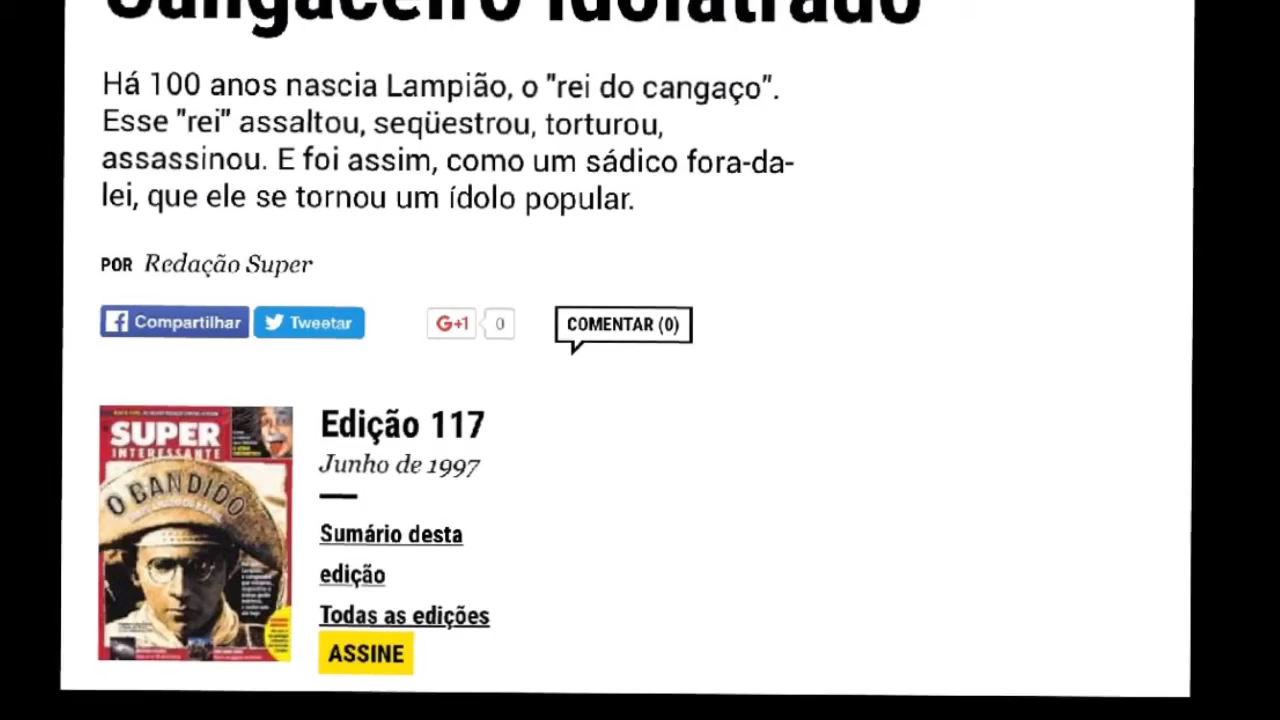 Cangaceiro idolatrado
Há 100 anos nascia Lampião, o "rei do cangaço".
Esse "rei" assaltou, seqüestrou, torturou,
assassinou. E foi assim, como um sádico fora-da-
lei, que ele se tornou um ídolo popular.
POR Redação Super
Compartilhar Tweetar G+1 0 COMENTAR (0)
SUPER
INTERESSANTE
O BANDIDO
Edição 117
Junho de 1997
Sumário desta
edição
Todas as edições
ASSINE